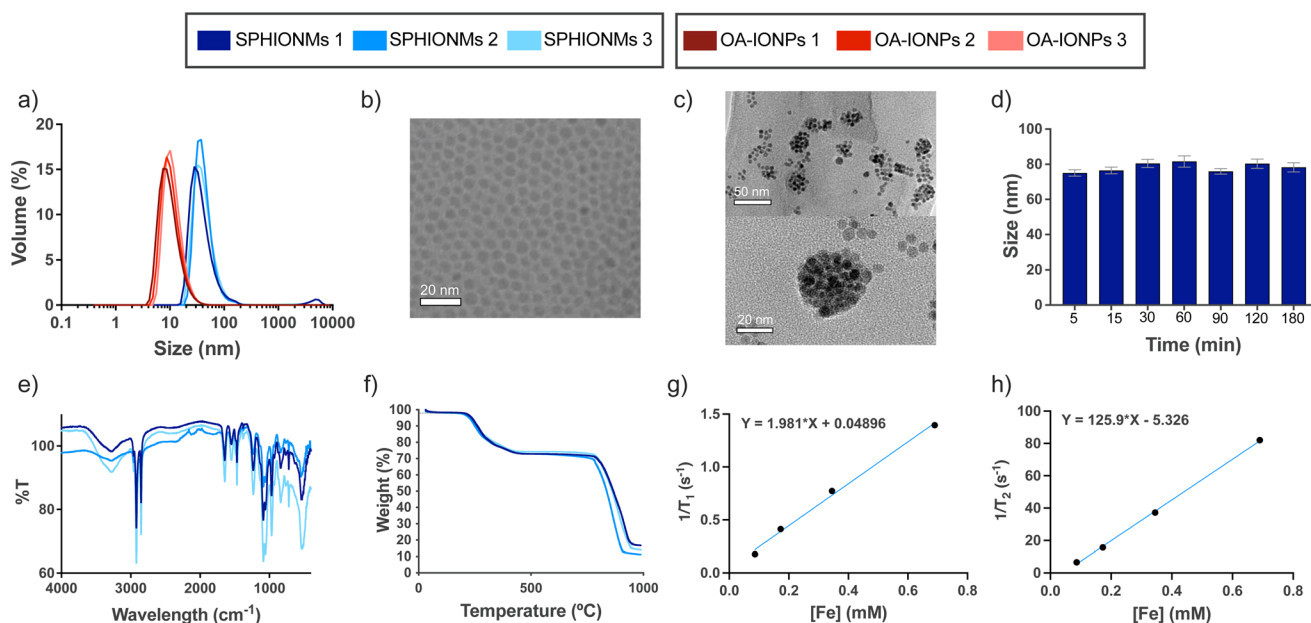 SPHIONMs 1 SPHIONMs 2 SPHIONMs 3 OA-IONPs 1 OA-IONPs 2 OA-IONPs 3
a)
20
15
10
5
0
Volume (%)
0.1 1 10 100 1000 10000
Size (nm)
b)
20 nm
c)
50 nm
20 nm
d)
100
80
60
40
20
0
Size (nm)
5 15 30 60 90 120 180
Time (min)
e)
100
60
%T
4000 3000 2000 1000
Wavelength (cm-1)
f)
100
90
80
70
60
50
40
30
20
10
0
Weight (%)
0 500 1000
Temperature (ºC)
g)
Y = 1.981*X + 0.04896
1.5
1.0
0.5
0.0
1/T1 (s-1)
0.0 0.2 0.4 0.6 0.8
[Fe] (mM)
h)
Y = 125.9*X - 5.326
100
80
60
40
20
0
1/T2 (s-1)
0.0 0.2 0.4 0.6 0.8
[Fe] (mM)